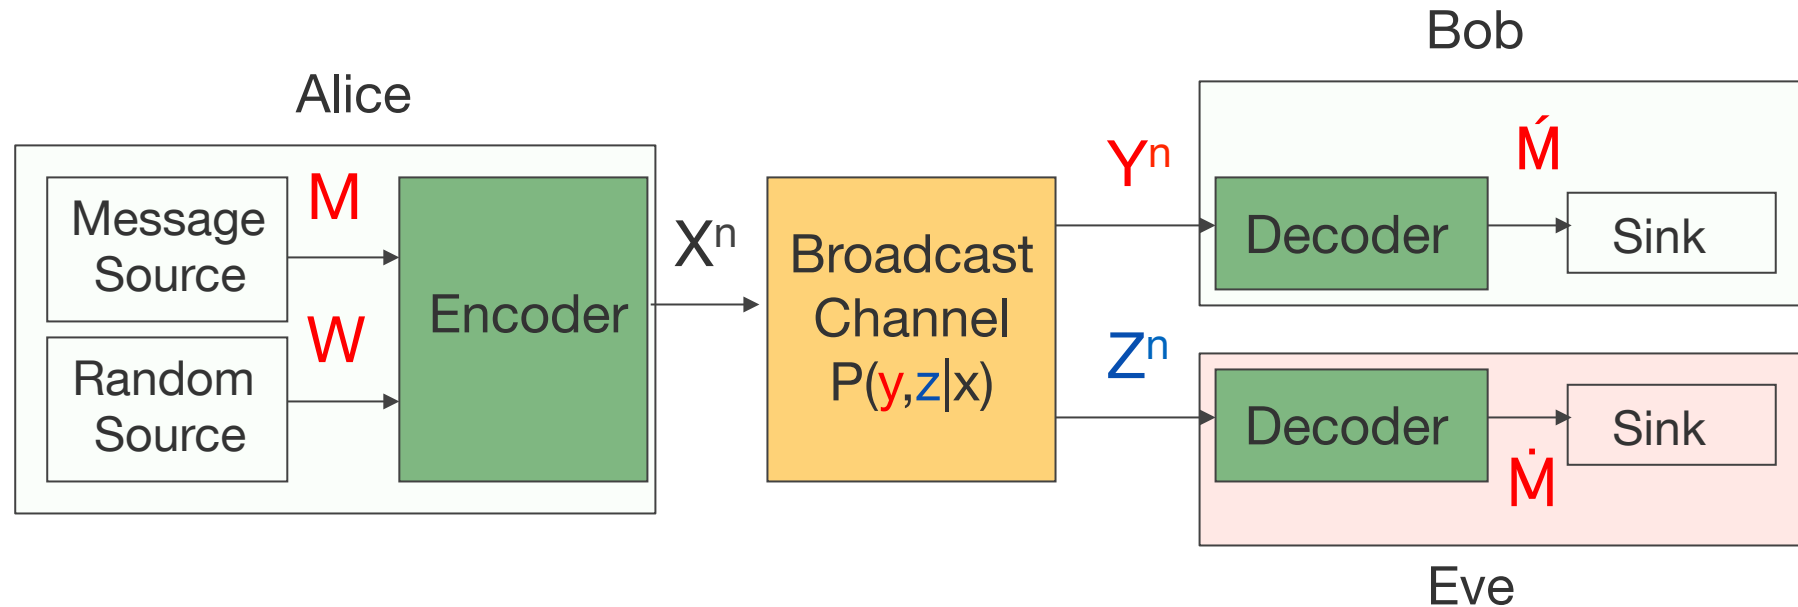 Alice
Message
Source
M
Random
Source
W
Encoder
Xⁿ
Broadcast
Channel
P(y,z|x)
Yⁿ
Zⁿ
Bob
Decoder
Ḿ
Sink
Decoder
Ṁ
Sink
Eve